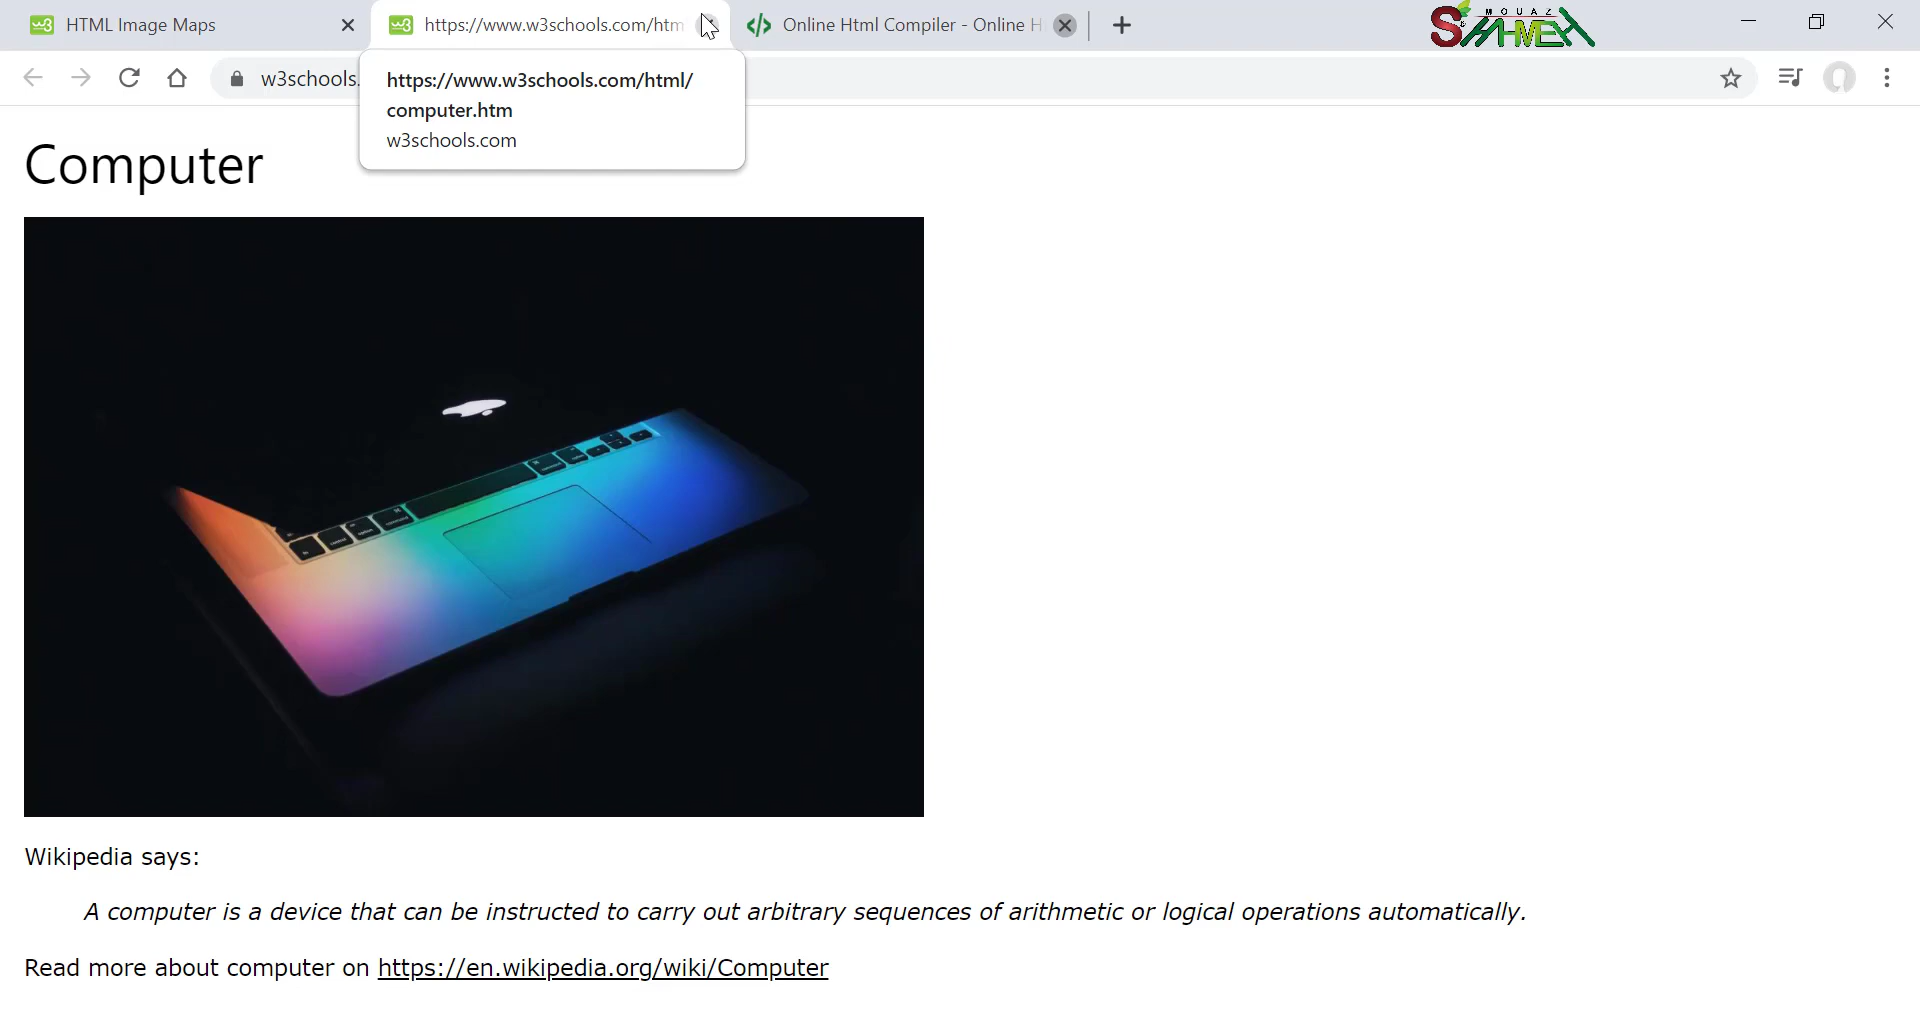 HTML Image Maps
https://www.w3schools.com/htm
Online Html Compiler - Online H
MOUAZ
w3schools.
https://www.w3schools.com/html/
computer.htm
w3schools.com
Computer
Wikipedia says:
A computer is a device that can be instructed to carry out arbitrary sequences of arithmetic or logical operations automatically.
Read more about computer on https://en.wikipedia.org/wiki/Computer